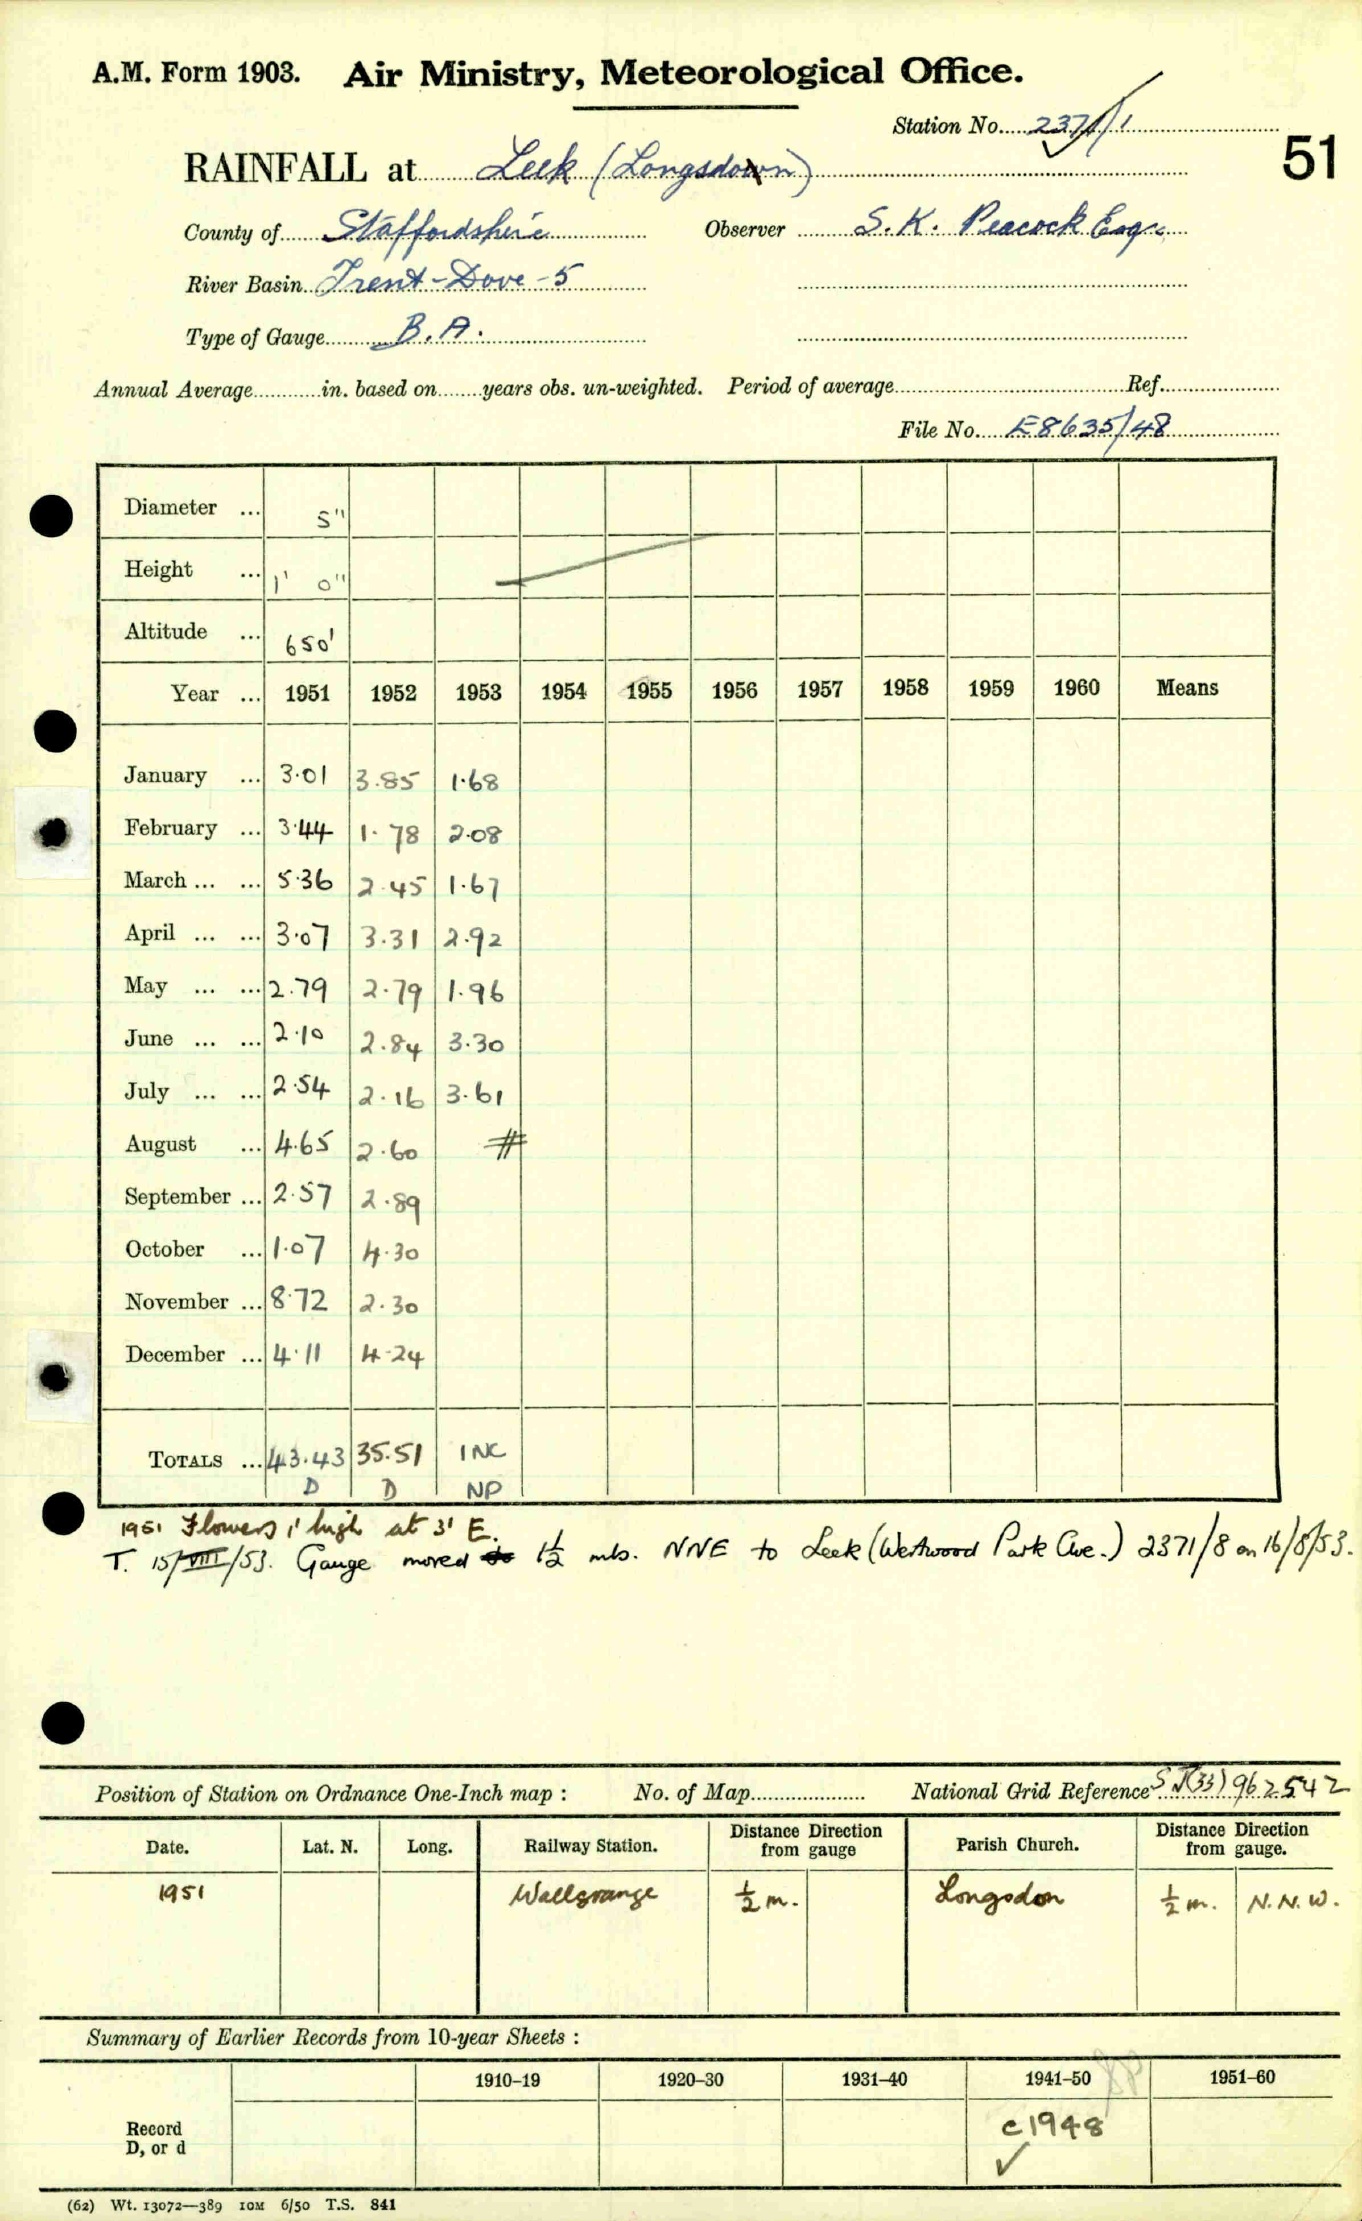 A.M. Form 1903. Air Ministry, Meteorological Office.
Station No. 2371/1
51
RAINFALL at Leek (Longsdon)
County of Staffordshire Observer S. K. Peacock Esq.
River Basin Trent-Dove-5
Type of Gauge B. A.
Annual Average in. based on years obs. un-weighted. Period of average Ref.
File No. E8635/48
Diameter ... 5"
Height ... 1' 0"
Altitude ... 650'
Year ... 1951 1952 1953 1954 1955 1956 1957 1958 1959 1960 Means
January ... 3.01 3.85 1.68
February ... 3.44 1.78 2.08
March ... ... 5.36 2.45 1.67
April ... ... 3.07 3.31 2.92
May ... ... 2.79 2.79 1.96
June ... ... 2.10 2.84 3.30
July ... ... 2.54 2.16 3.61
August ... 4.65 2.60 #
September ... 2.57 2.89
October ... 1.07 4.30
November ... 8.72 2.30
December ... 4.11 4.24
TOTALS ... 43.43 35.51 INC
D D NP
1951 Flowers 1' high at 3' E.
T. 15/VIII/53. Gauge moved 1½ mls. NNE to Leek (Westwood Park Ave.) 2371/8 on 16/8/53.
Position of Station on Ordnance One-Inch map : No. of Map National Grid Reference SJ(33) 962542
Date. Lat. N. Long. Railway Station. Distance Direction from gauge Parish Church. Distance Direction from gauge.
1951 Wallgrange ½ m. Longsdon ½ m. N.N.W.
Summary of Earlier Records from 10-year Sheets :
1910–19 1920–30 1931–40 1941–50 1951–60
Record D, or d c1948 ✓
(62) Wt. 13072—389 10M 6/50 T.S. 841